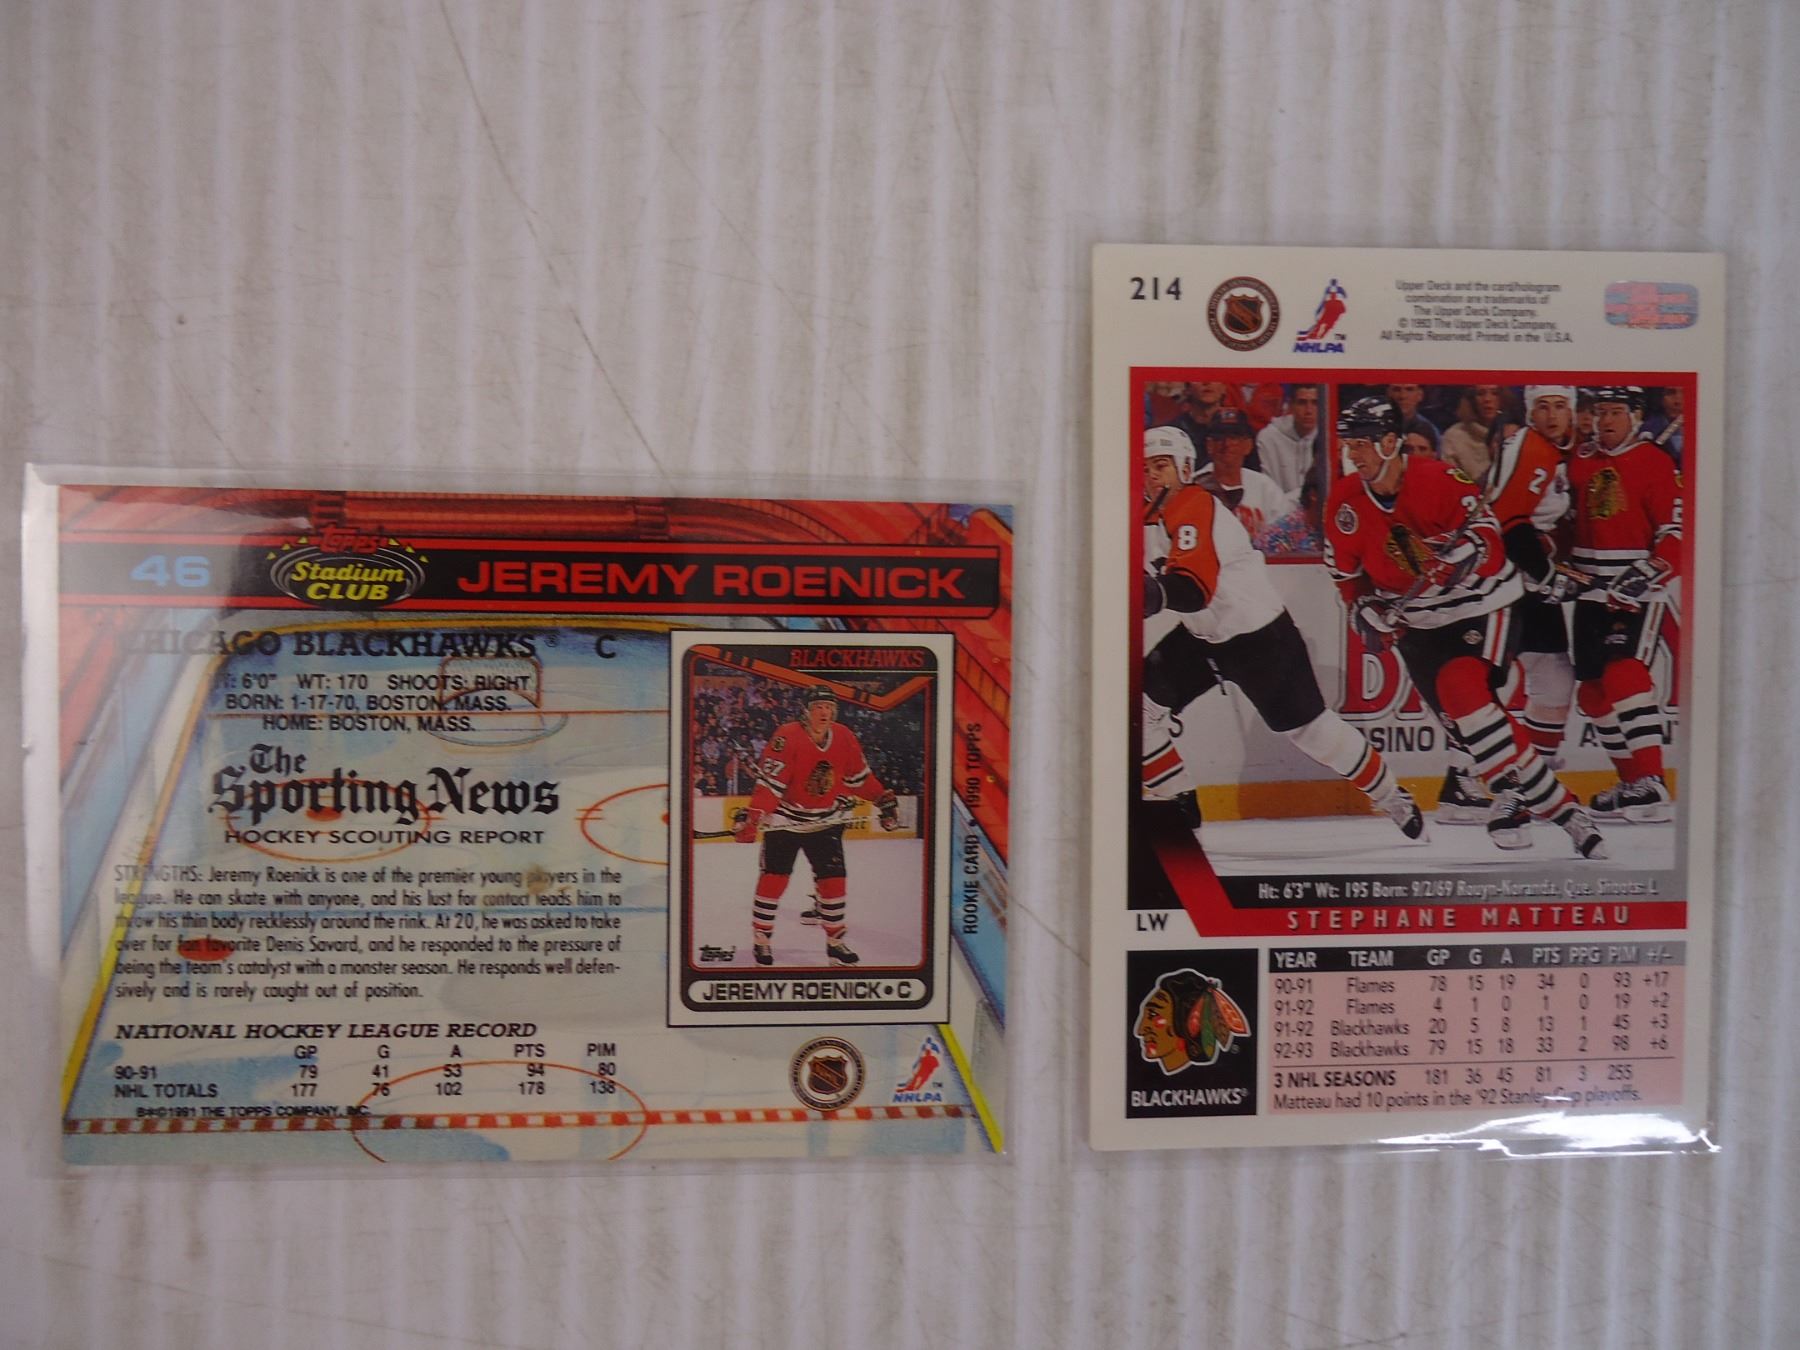 46
Topps
Stadium
CLUB
JEREMY ROENICK
CHICAGO BLACKHAWKS® C
6'0" WT: 170 SHOOTS: RIGHT
BORN: 1-17-70, BOSTON, MASS.
HOME: BOSTON, MASS.
The
Sporting News
HOCKEY SCOUTING REPORT
STRENGTHS: Jeremy Roenick is one of the premier young players in the
league. He can skate with anyone, and his lust for contact leads him to
throw his thin body recklessly around the rink. At 20, he was asked to take
over for fan favorite Denis Savard, and he responded to the pressure of
being the team's catalyst with a monster season. He responds well defen-
sively and is rarely caught out of position.
NATIONAL HOCKEY LEAGUE RECORD
GP G A PTS PIM
90-91 79 41 53 94 80
NHL TOTALS 177 76 102 178 138
B*©1991 THE TOPPS COMPANY, INC.
BLACKHAWKS
27
Topps
JEREMY ROENICK • C
ROOKIE CARD • 1990 TOPPS
NHLPA
214
NHLPA
Upper Deck and the card/hologram
combination are trademarks of
The Upper Deck Company.
© 1993 The Upper Deck Company.
All Rights Reserved. Printed in the U.S.A.
8
2
SINO
Ht: 6'3" Wt: 195 Born: 9/2/69 Rouyn-Noranda, Que. Shoots: L
LW
STEPHANE MATTEAU
YEAR TEAM GP G A PTS PPG PIM +/-
90-91 Flames 78 15 19 34 0 93 +17
91-92 Flames 4 1 0 1 0 19 +2
91-92 Blackhawks 20 5 8 13 1 45 +3
92-93 Blackhawks 79 15 18 33 2 98 +6
3 NHL SEASONS 181 36 45 81 3 255
Matteau had 10 points in the '92 Stanley Cup playoffs.
BLACKHAWKS®